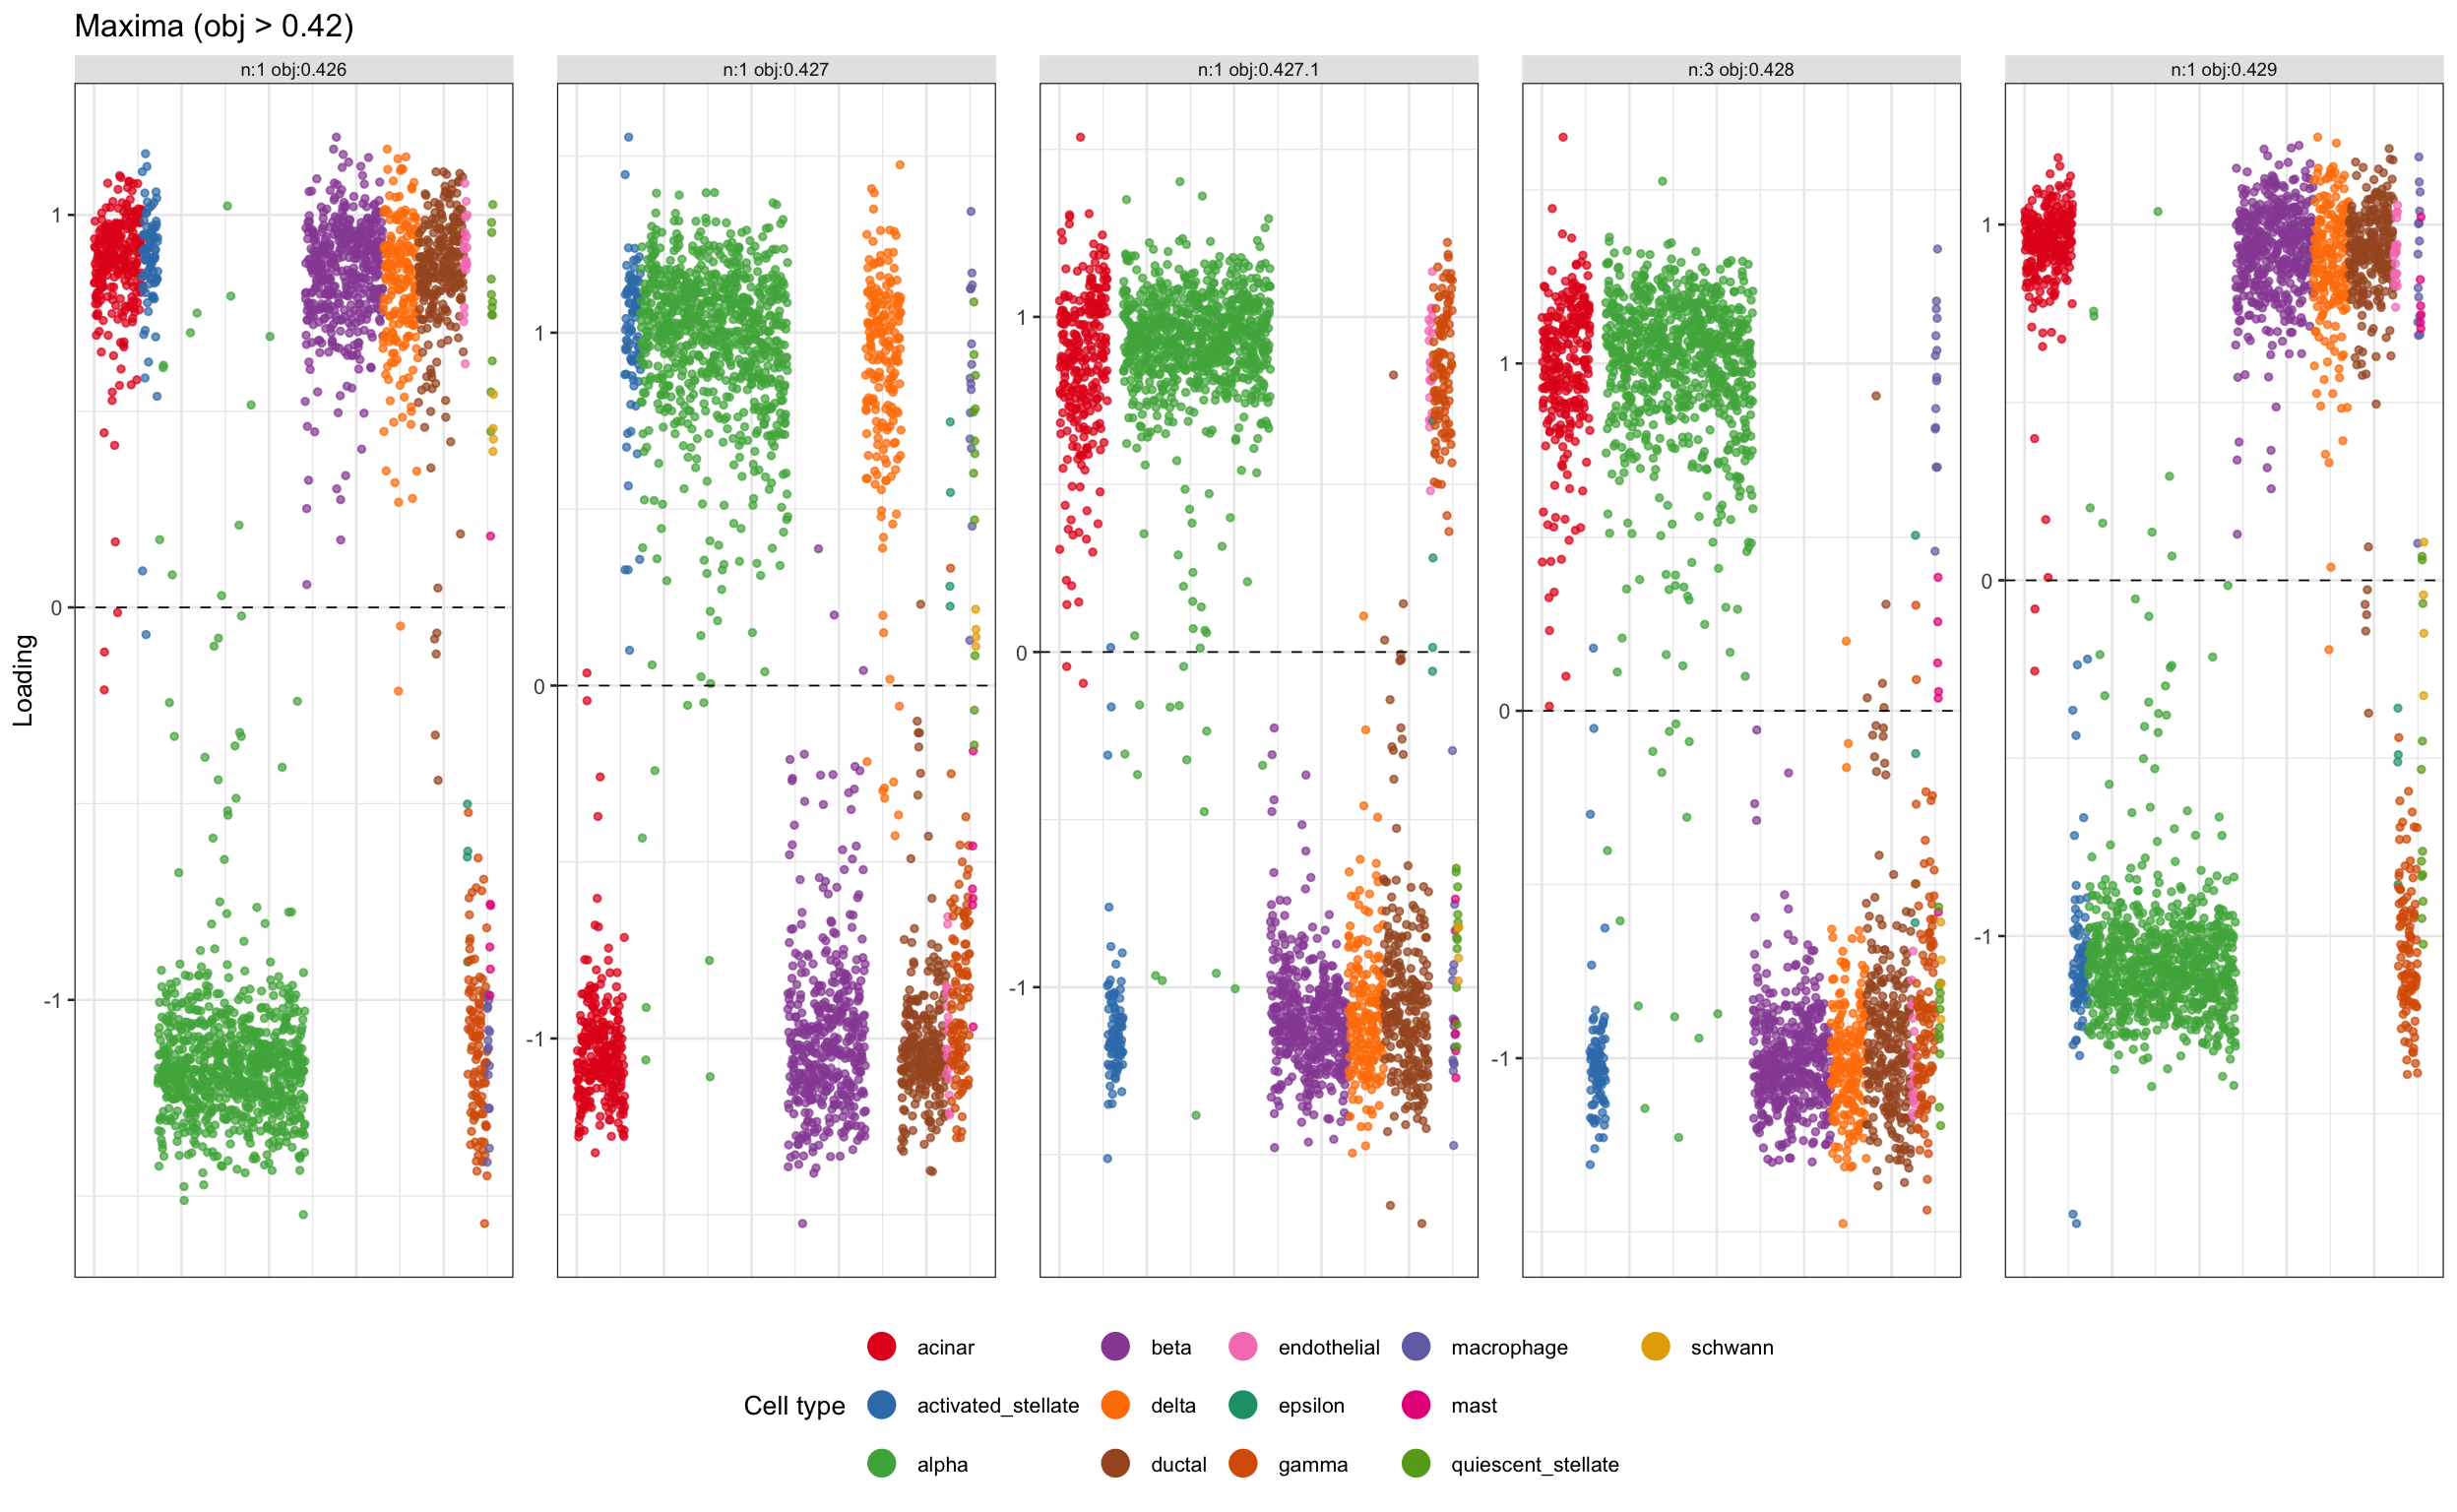 Maxima (obj > 0.42)
n:1 obj:0.426
n:1 obj:0.427
n:1 obj:0.427.1
n:3 obj:0.428
n:1 obj:0.429
Loading
1
0
-1
1
0
-1
1
0
-1
1
0
-1
1
0
-1
Cell type
acinar
activated_stellate
alpha
beta
delta
ductal
endothelial
epsilon
gamma
macrophage
mast
quiescent_stellate
schwann